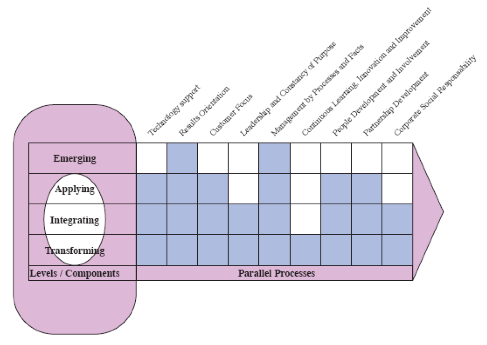 Technology support
Results Orientation
Customer Focus
Leadership and Constancy of Purpose
Management by Processes and Facts
Continuous Learning, Innovation and Improvement
People Development and Involvement
Partnership Development
Corporate Social Responsibility
Emerging
Applying
Integrating
Transforming
Levels / Components Parallel Processes